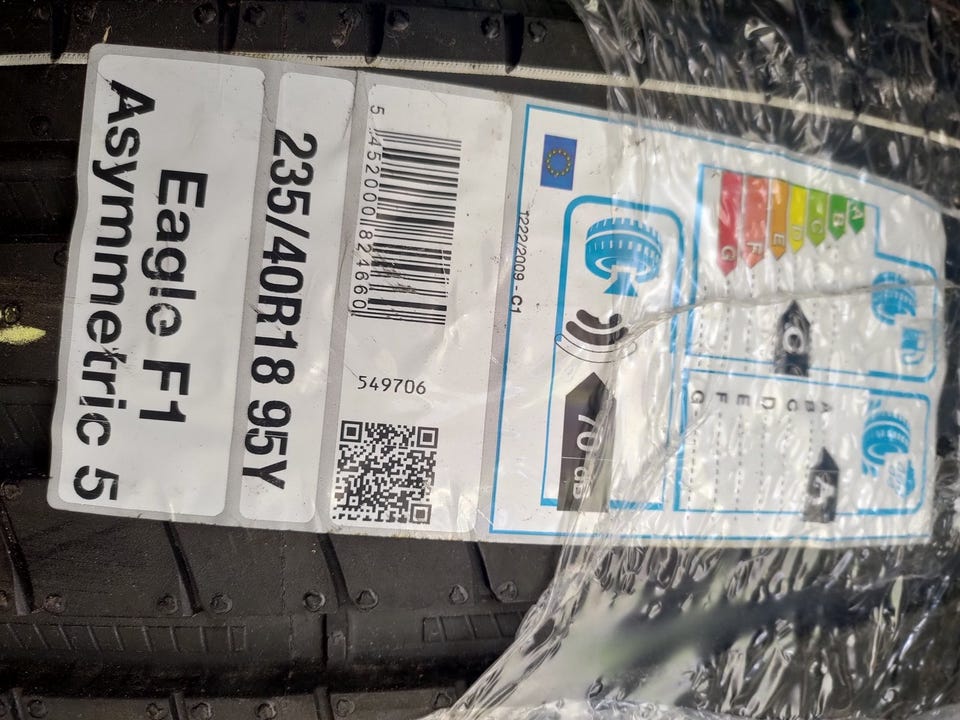 A
B
C
D
E
F
G
C
A
B
C
D
E
F
G
A
70 dB
1222/2009 - C1
5 452000 824660
549706
235/40R18 95Y
Eagle F1
Asymmetric 5